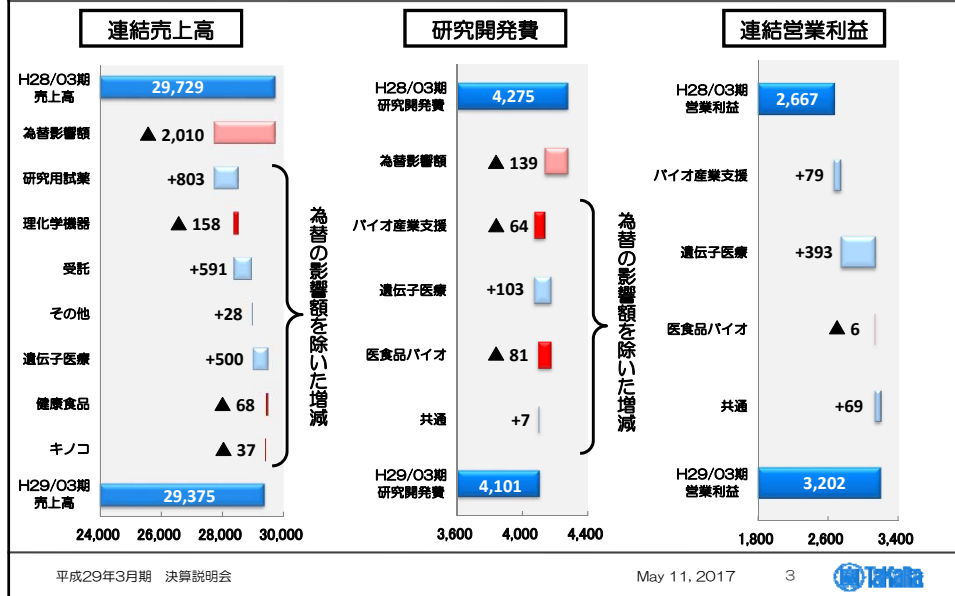 連結売上高
H28/03期
売上高
29,729
為替影響額
▲ 2,010
研究用試薬
+803
理化学機器
▲ 158
受託
+591
その他
+28
遺伝子医療
+500
健康食品
▲ 68
キノコ
▲ 37
H29/03期
売上高
29,375
24,000 26,000 28,000 30,000
為替の影響額を除いた増減
研究開発費
H28/03期
研究開発費
4,275
為替影響額
▲ 139
バイオ産業支援
▲ 64
遺伝子医療
+103
医食品バイオ
▲ 81
共通
+7
H29/03期
研究開発費
4,101
3,600 4,000 4,400
為替の影響額を除いた増減
連結営業利益
H28/03期
営業利益
2,667
バイオ産業支援
+79
遺伝子医療
+393
医食品バイオ
▲ 6
共通
+69
H29/03期
営業利益
3,202
1,800 2,600 3,400
平成29年3月期 決算説明会
May 11, 2017
3
TaKaRa